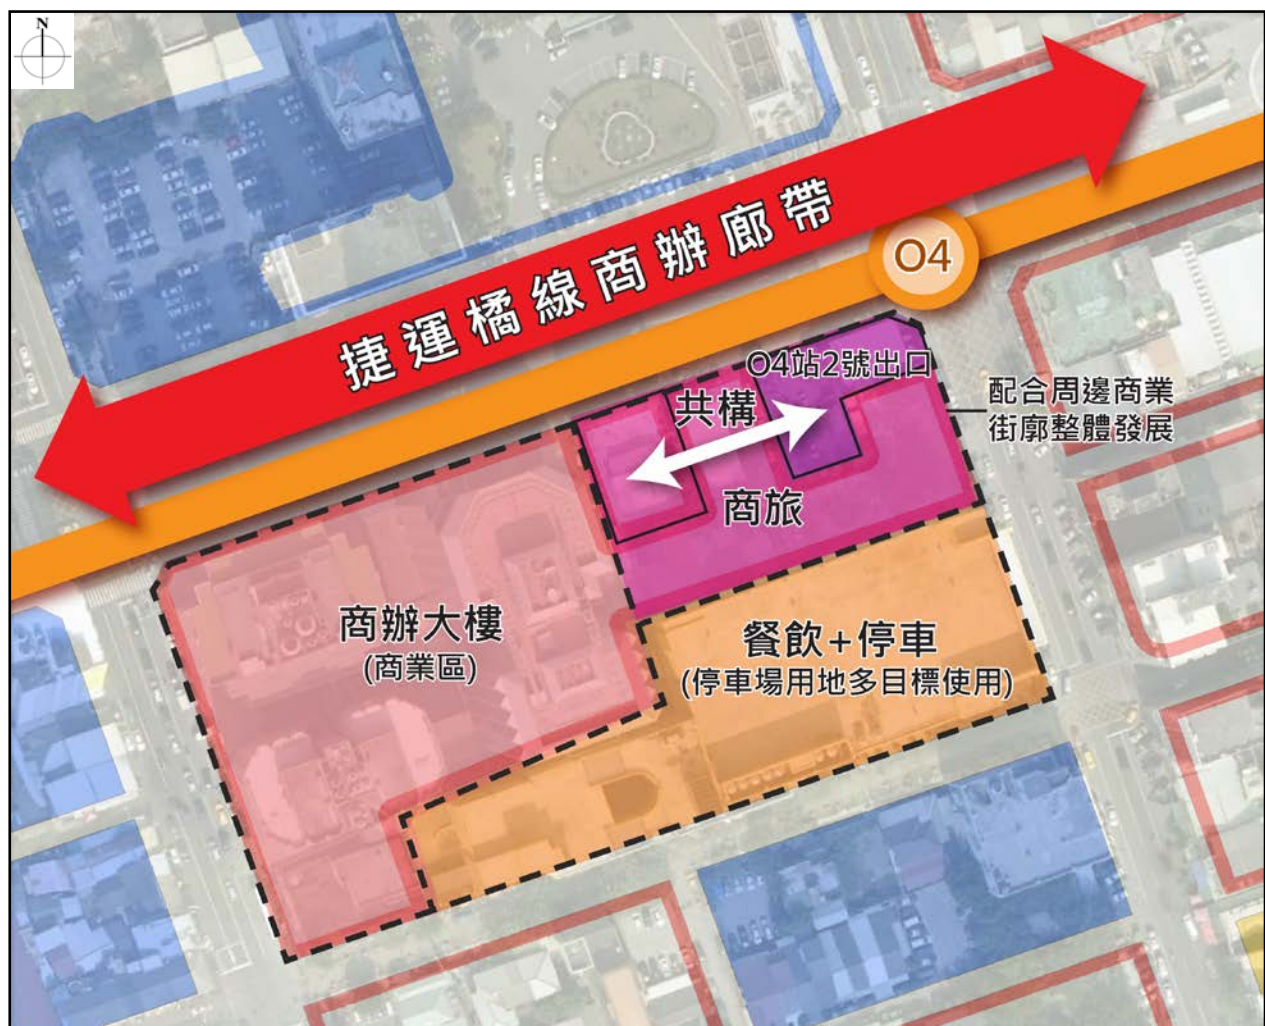 N
捷運橘線商辦廊帶
O4
O4站2號出口
共構
配合周邊商業
街廓整體發展
商旅
商辦大樓
(商業區)
餐飲+停車
(停車場用地多目標使用)